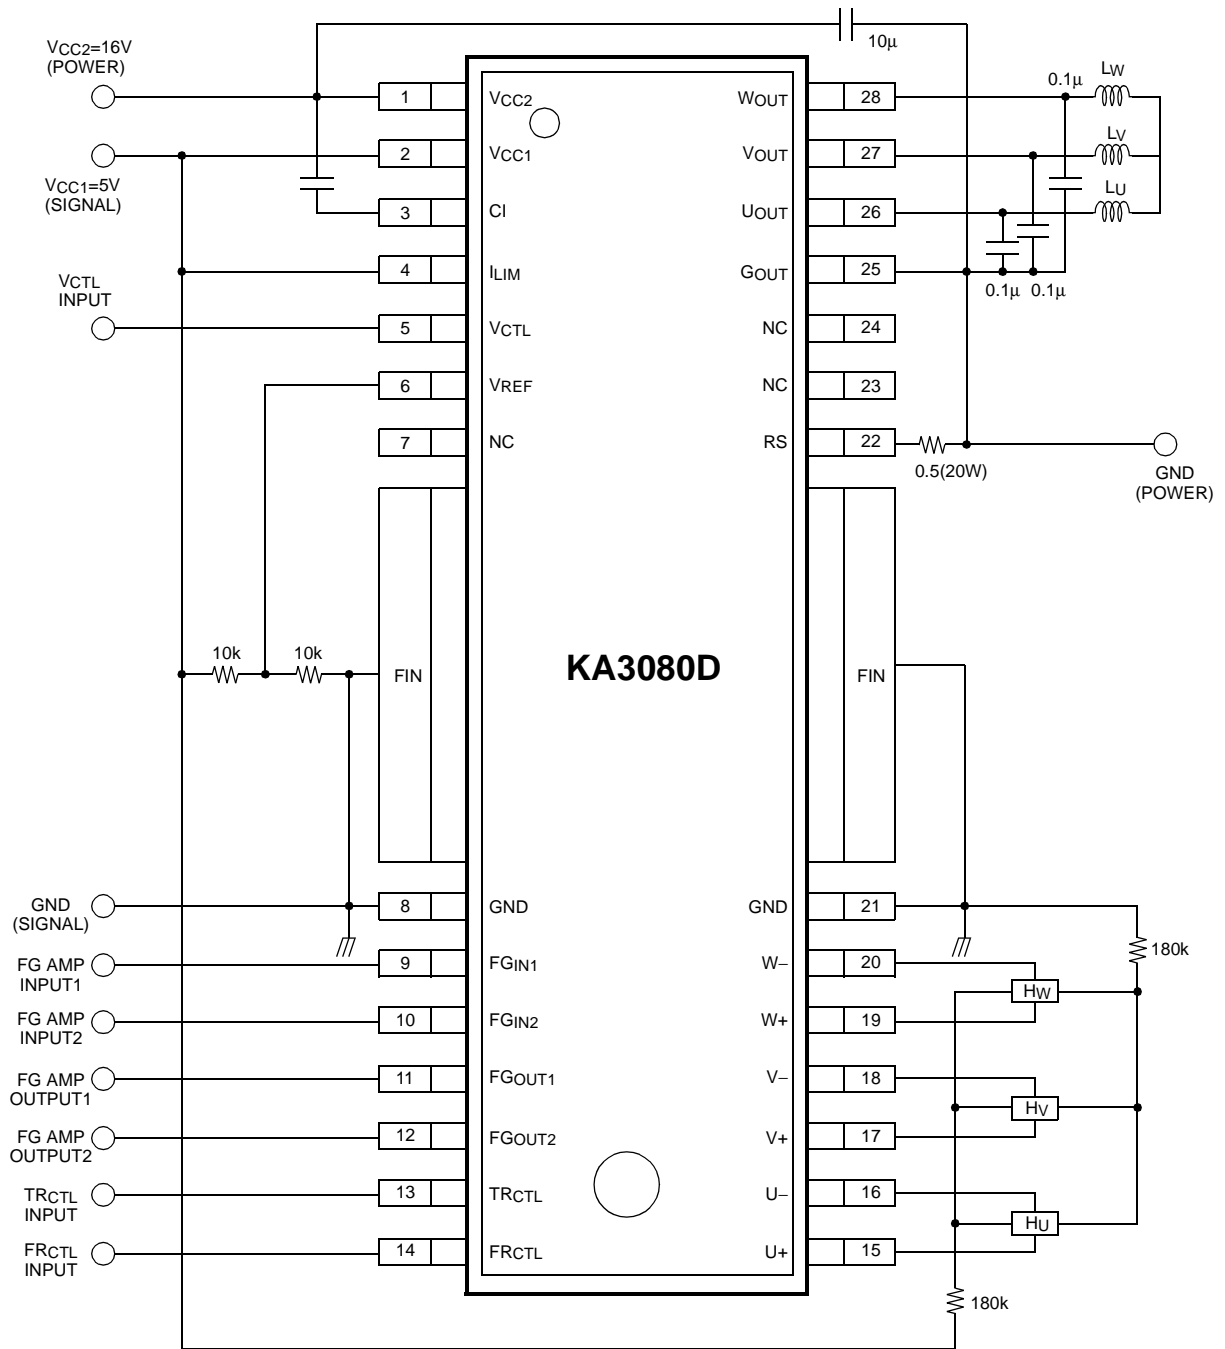 VCC2=16V
(POWER)
VCC1=5V
(SIGNAL)
VCTL
INPUT
10k
10k
GND
(SIGNAL)
FG AMP
INPUT1
FG AMP
INPUT2
FG AMP
OUTPUT1
FG AMP
OUTPUT2
TRCTL
INPUT
FRCTL
INPUT
1 VCC2
2 VCC1
3 CI
4 ILIM
5 VCTL
6 VREF
7 NC
FIN
8 GND
9 FGIN1
10 FGIN2
11 FGOUT1
12 FGOUT2
13 TRCTL
14 FRCTL
KA3080D
10µ
WOUT 28
VOUT 27
UOUT 26
GOUT 25
NC 24
NC 23
RS 22
FIN
GND 21
W– 20
W+ 19
V– 18
V+ 17
U– 16
U+ 15
0.1µ
LW
LV
LU
0.1µ 0.1µ
0.5(20W)
GND
(POWER)
180k
HW
HV
HU
180k